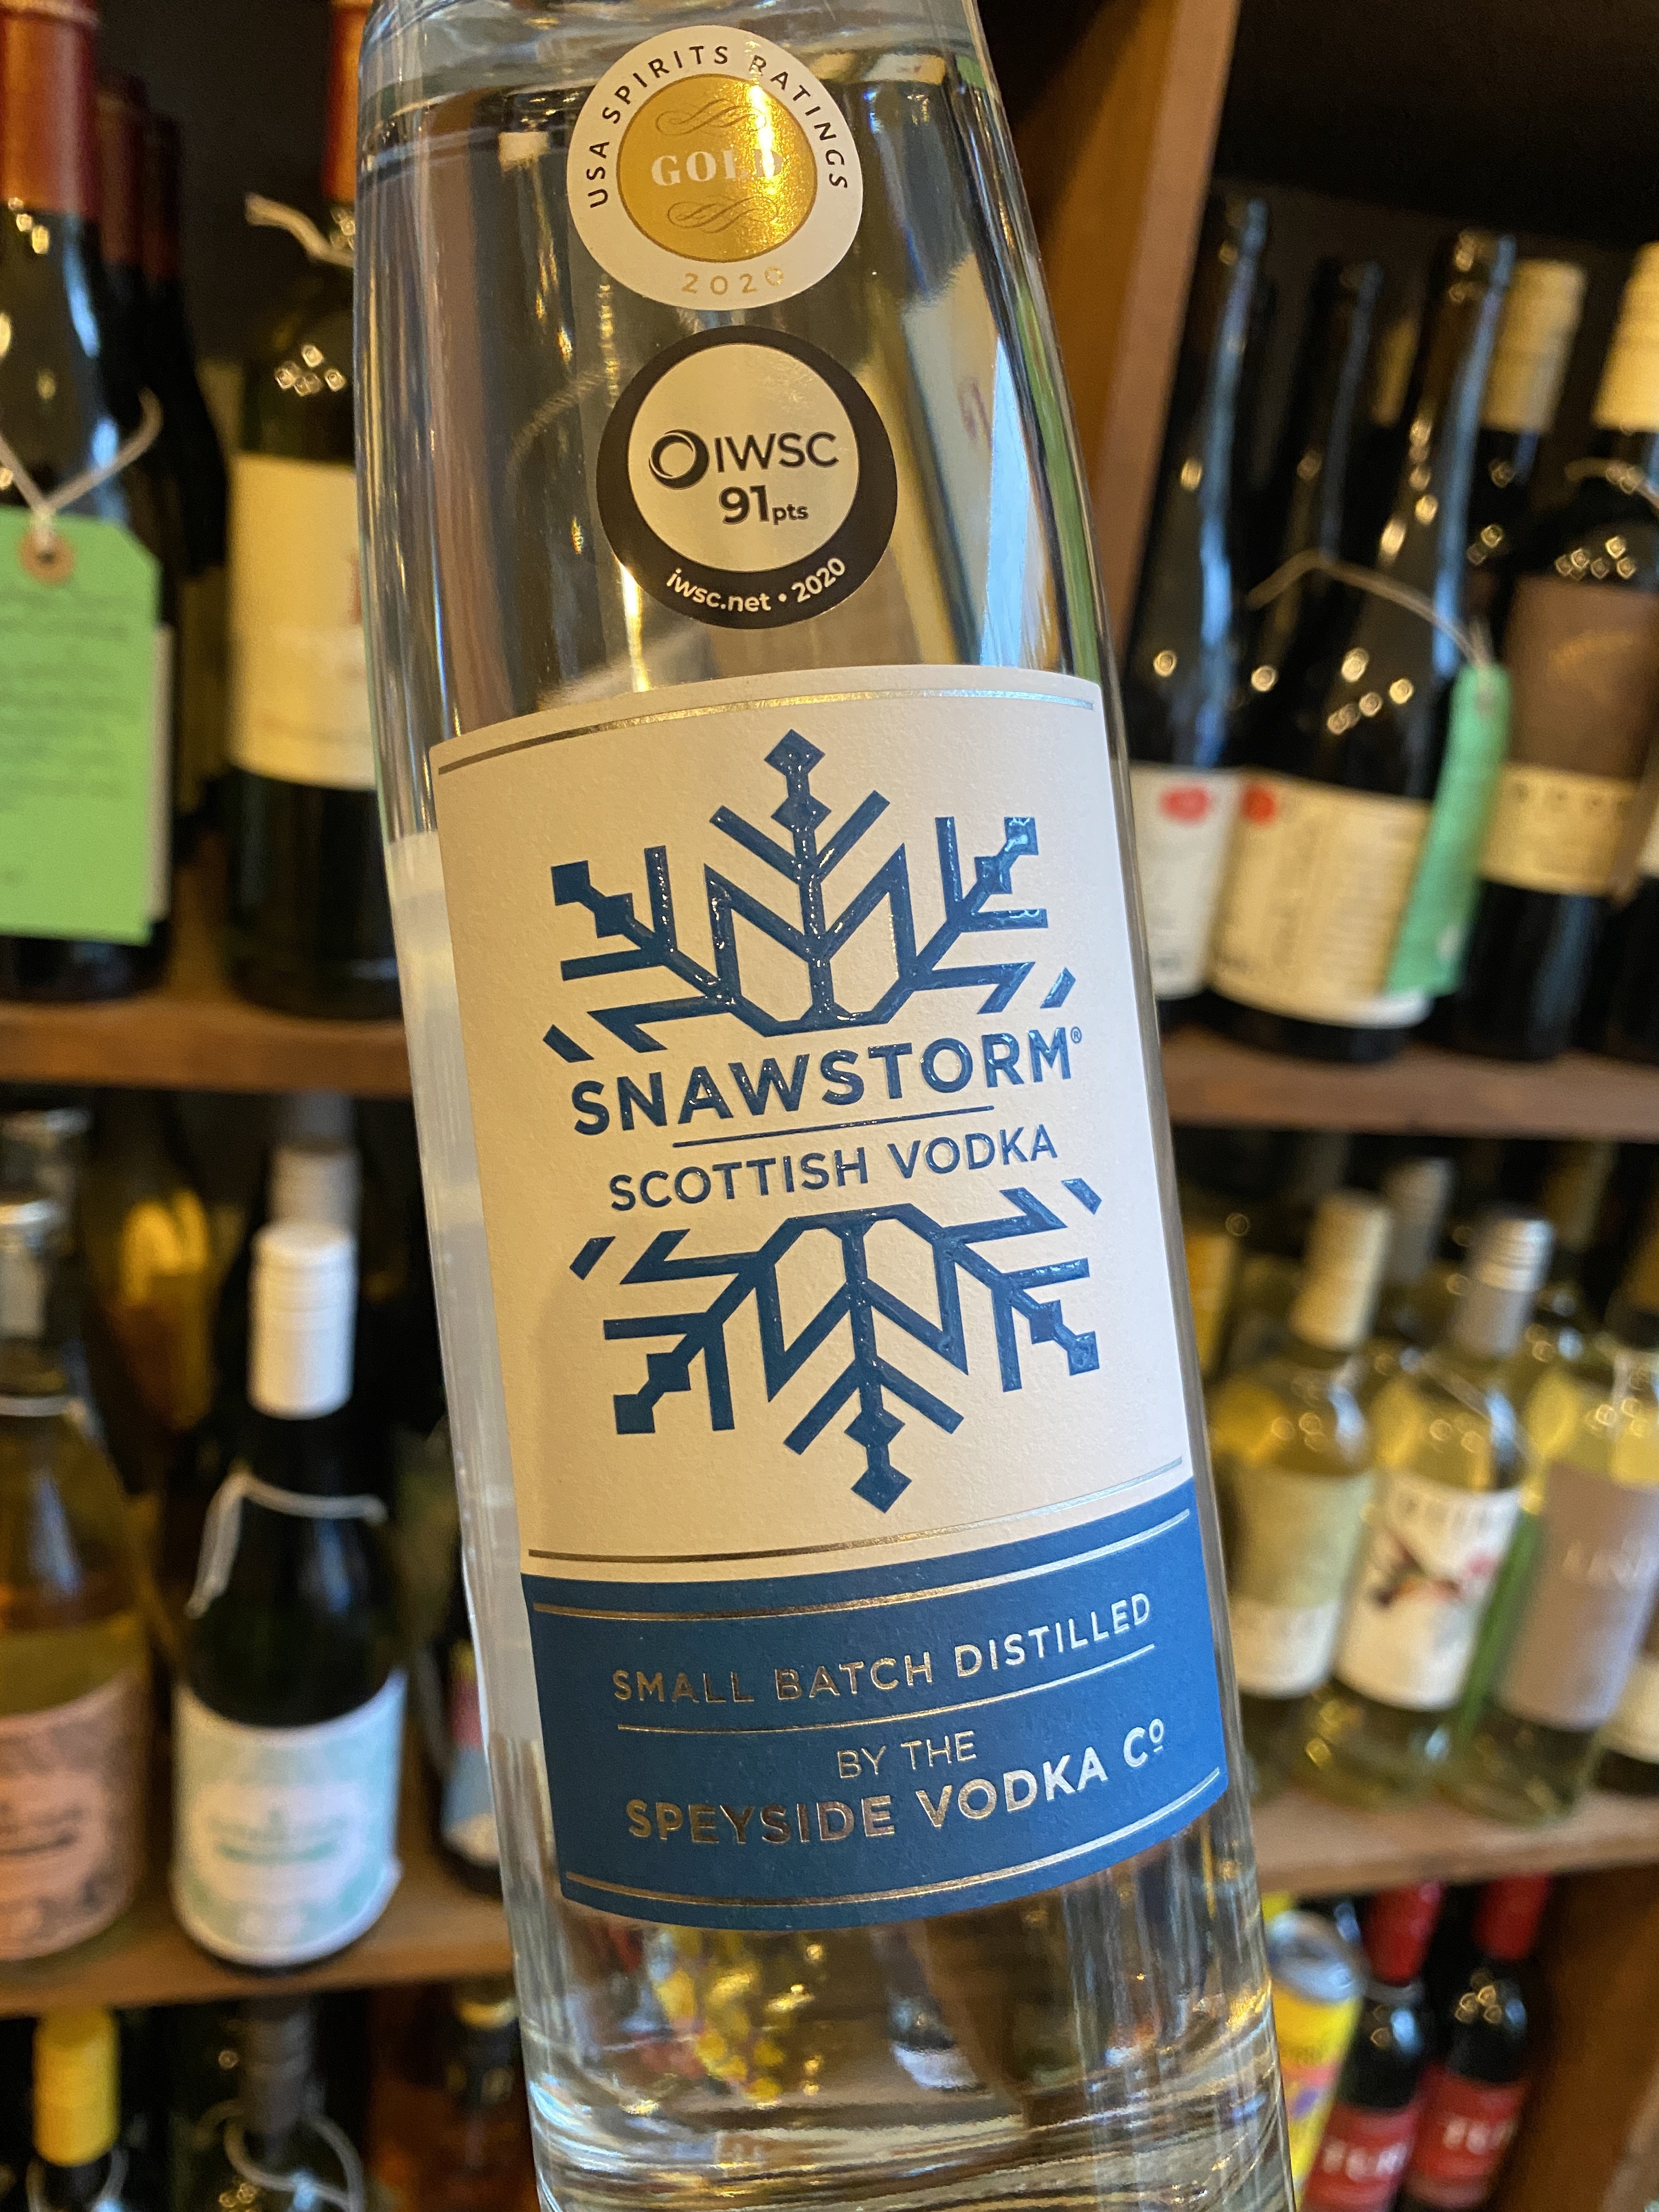 USA SPIRITS RATINGS
GOLD
2020
IWSC
91pts
iwsc.net • 2020
SNAWSTORM®
SCOTTISH VODKA
SMALL BATCH DISTILLED
BY THE
SPEYSIDE VODKA Cº